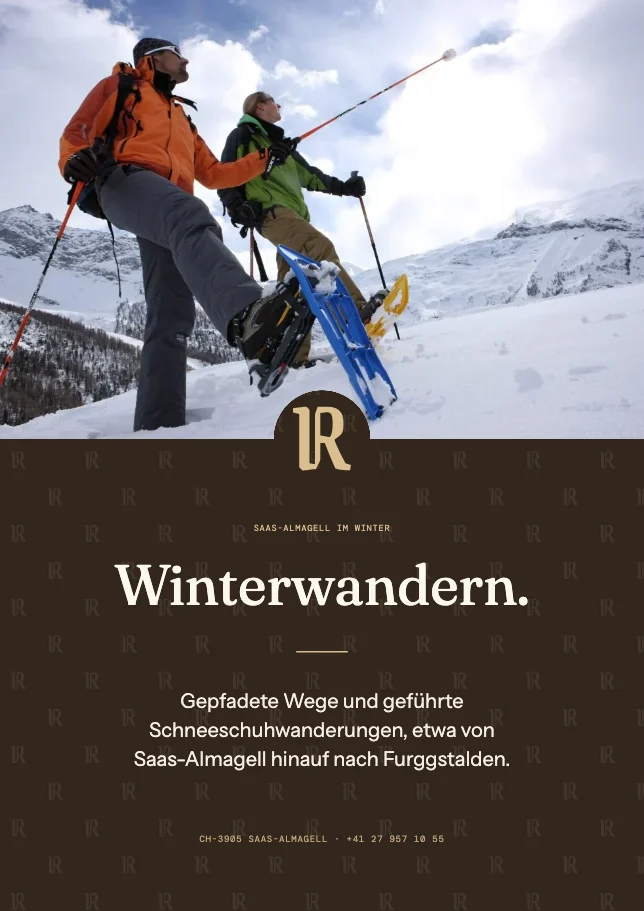 R
SAAS-ALMAGELL IM WINTER
Winterwandern.
Gepfadete Wege und geführte
Schneeschuhwanderungen, etwa von
Saas-Almagell hinauf nach Furggstalden.
CH-3905 SAAS-ALMAGELL · +41 27 957 10 55